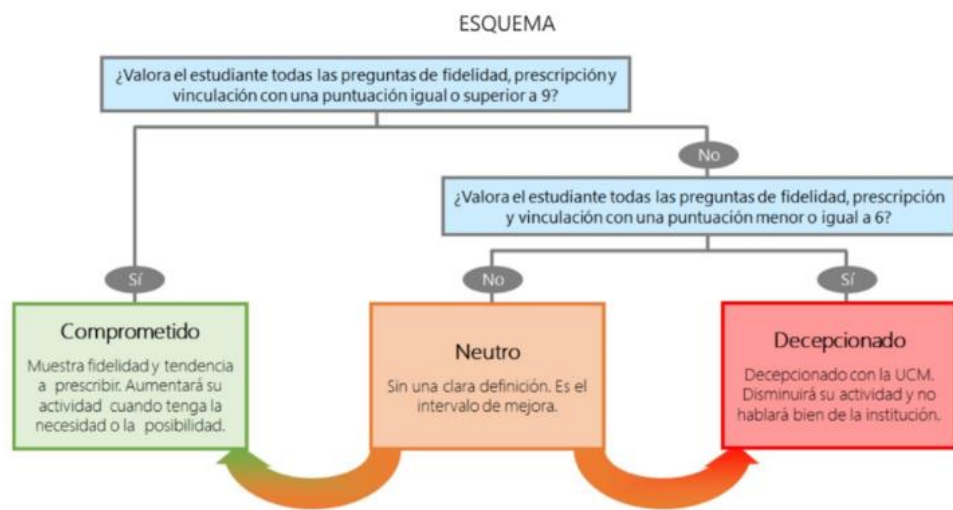 ESQUEMA
¿Valora el estudiante todas las preguntas de fidelidad, prescripción y
vinculación con una puntuación igual o superior a 9?
No
¿Valora el estudiante todas las preguntas de fidelidad, prescripción
y vinculación con una puntuación menor o igual a 6?
Sí
No
Sí
Comprometido
Muestra fidelidad y tendencia
a prescribir. Aumentará su
actividad cuando tenga la
necesidad o la posibilidad.
Neutro
Sin una clara definición. Es el
intervalo de mejora.
Decepcionado
Decepcionado con la UCM.
Disminuirá su actividad y no
hablará bien de la institución.